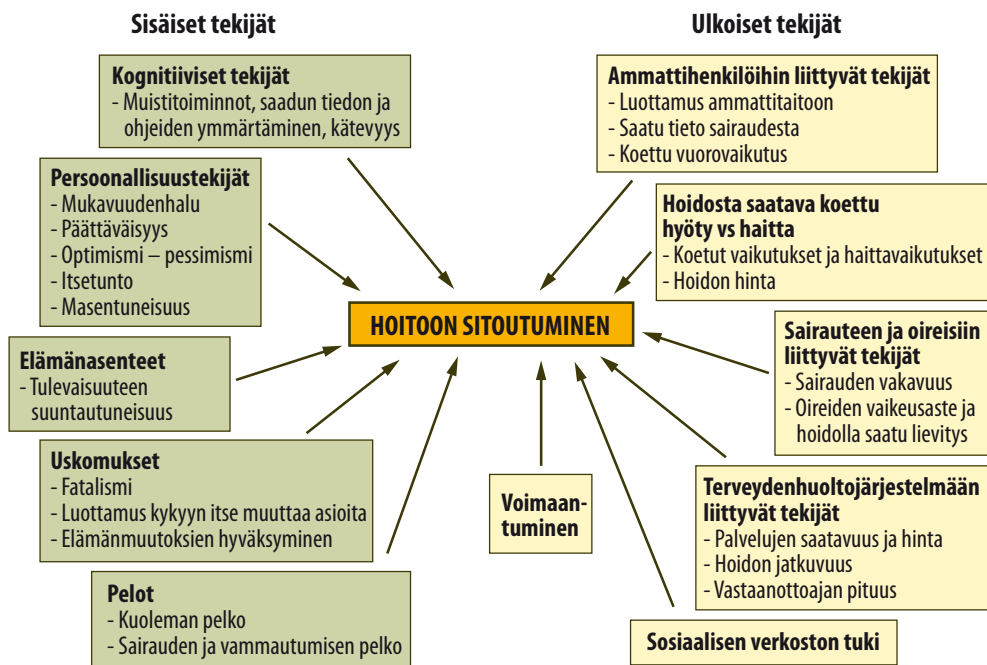 Sisäiset tekijät
Kognitiiviset tekijät
- Muistitoiminnot, saadun tiedon ja
ohjeiden ymmärtäminen, kätevyys
Persoonallisuustekijät
- Mukavuudenhalu
- Päättäväisyys
- Optimismi – pessimismi
- Itsetunto
- Masentuneisuus
Elämänasenteet
- Tulevaisuuteen
suuntautuneisuus
Uskomukset
- Fatalismi
- Luottamus kykyyn itse muuttaa asioita
- Elämänmuutoksien hyväksyminen
Pelot
- Kuoleman pelko
- Sairauden ja vammautumisen pelko
HOITOON SITOUTUMINEN
Ulkoiset tekijät
Ammattihenkilöihin liittyvät tekijät
- Luottamus ammattitaitoon
- Saatu tieto sairaudesta
- Koettu vuorovaikutus
Hoidosta saatava koettu
hyöty vs haitta
- Koetut vaikutukset ja haittavaikutukset
- Hoidon hinta
Sairauteen ja oireisiin
liittyvät tekijät
- Sairauden vakavuus
- Oireiden vaikeusaste ja
hoidolla saatu lievitys
Terveydenhuoltojärjestelmään
liittyvät tekijät
- Palvelujen saatavuus ja hinta
- Hoidon jatkuvuus
- Vastaanottoajan pituus
Sosiaalisen verkoston tuki
Voimaan-
tuminen